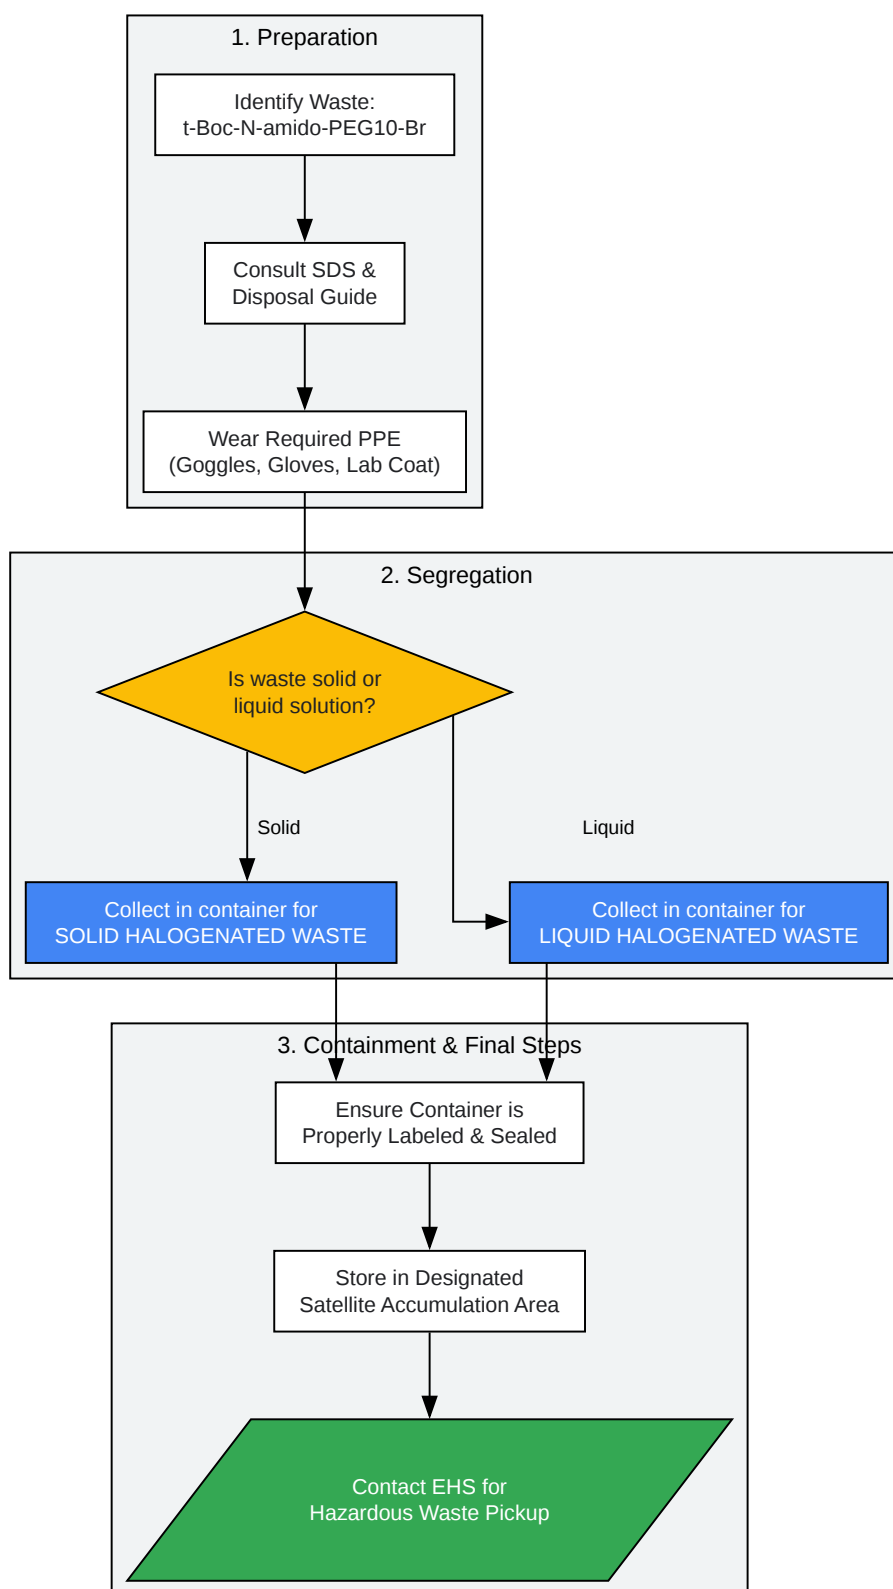 1. Preparation
Identify Waste:
t-Boc-N-amido-PEG10-Br
Consult SDS &
Disposal Guide
Wear Required PPE
(Goggles, Gloves, Lab Coat)
2. Segregation
Is waste solid or
liquid solution?
Solid
Liquid
Collect in container for
SOLID HALOGENATED WASTE
Collect in container for
LIQUID HALOGENATED WASTE
3. Containment & Final Steps
Ensure Container is
Properly Labeled & Sealed
Store in Designated
Satellite Accumulation Area
Contact EHS for
Hazardous Waste Pickup